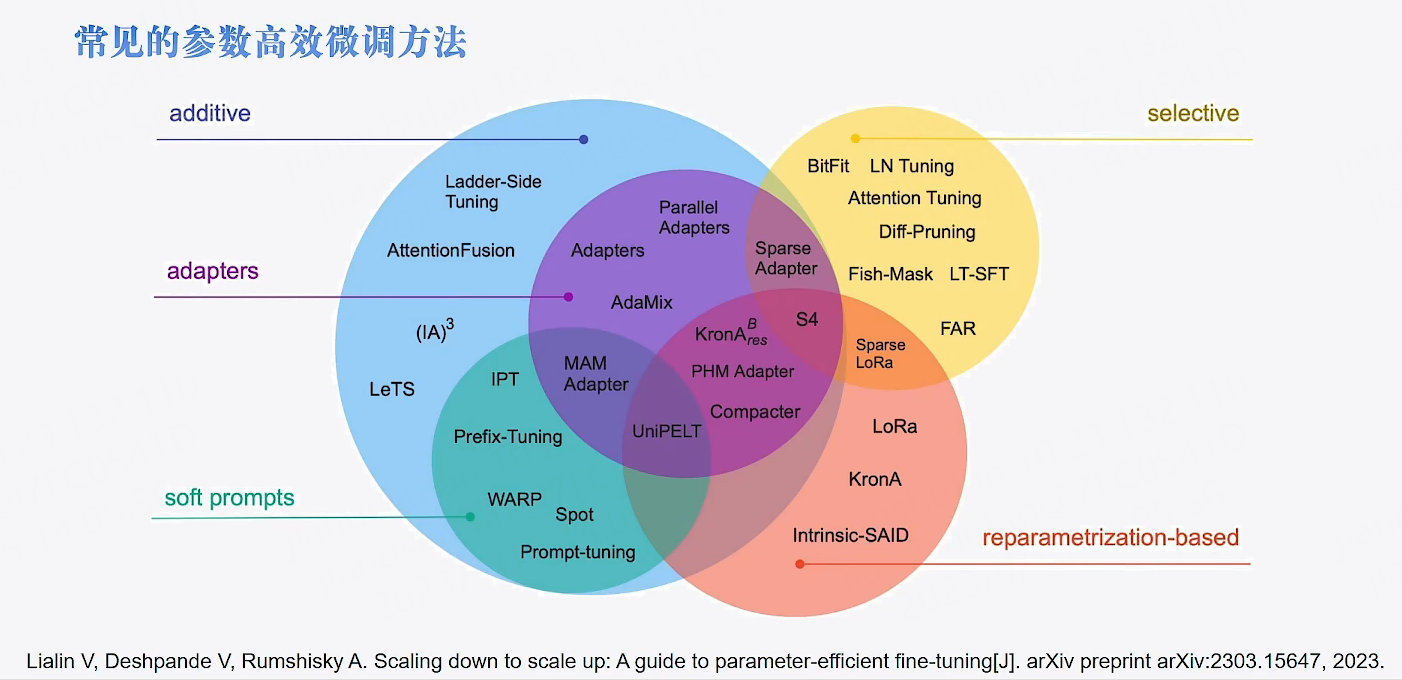 常见的参数高效微调方法
additive
selective
BitFit LN Tuning
Ladder-Side
Tuning
Attention Tuning
Parallel
Adapters
Diff-Pruning
AttentionFusion
Adapters
Sparse
Adapter
adapters
Fish-Mask LT-SFT
AdaMix
(IA)³
KronA^B_res
S4
FAR
Sparse
LoRa
MAM
Adapter
IPT
PHM Adapter
LeTS
Compacter
Prefix-Tuning
UniPELT
LoRa
KronA
soft prompts
WARP
Spot
Intrinsic-SAID
reparametrization-based
Prompt-tuning
Lialin V, Deshpande V, Rumshisky A. Scaling down to scale up: A guide to parameter-efficient fine-tuning[J]. arXiv preprint arXiv:2303.15647, 2023.